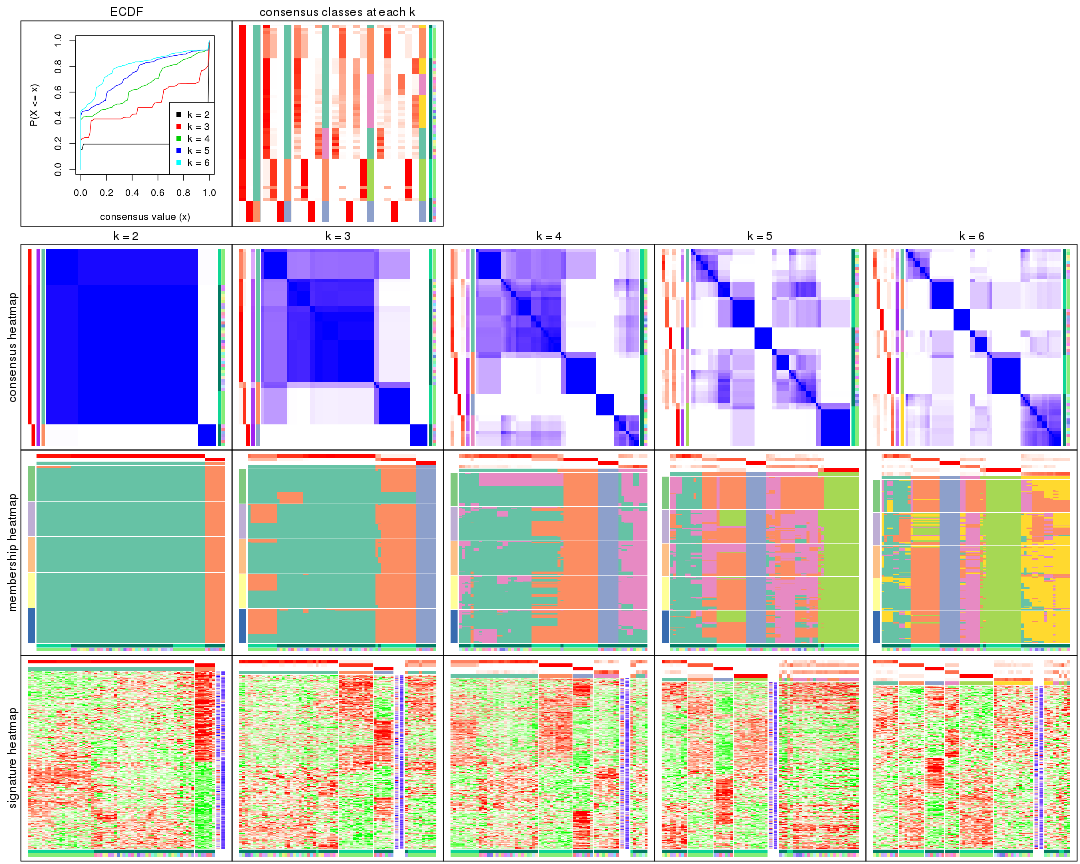 ECDF
consensus classes at each k
P(X <= x)
0.0 0.2 0.4 0.6 0.8 1.0
k = 2
k = 3
k = 4
k = 5
k = 6
0.0 0.2 0.4 0.6 0.8 1.0
consensus value (x)
k = 2
k = 3
k = 4
k = 5
k = 6
consensus heatmap
membership heatmap
signature heatmap